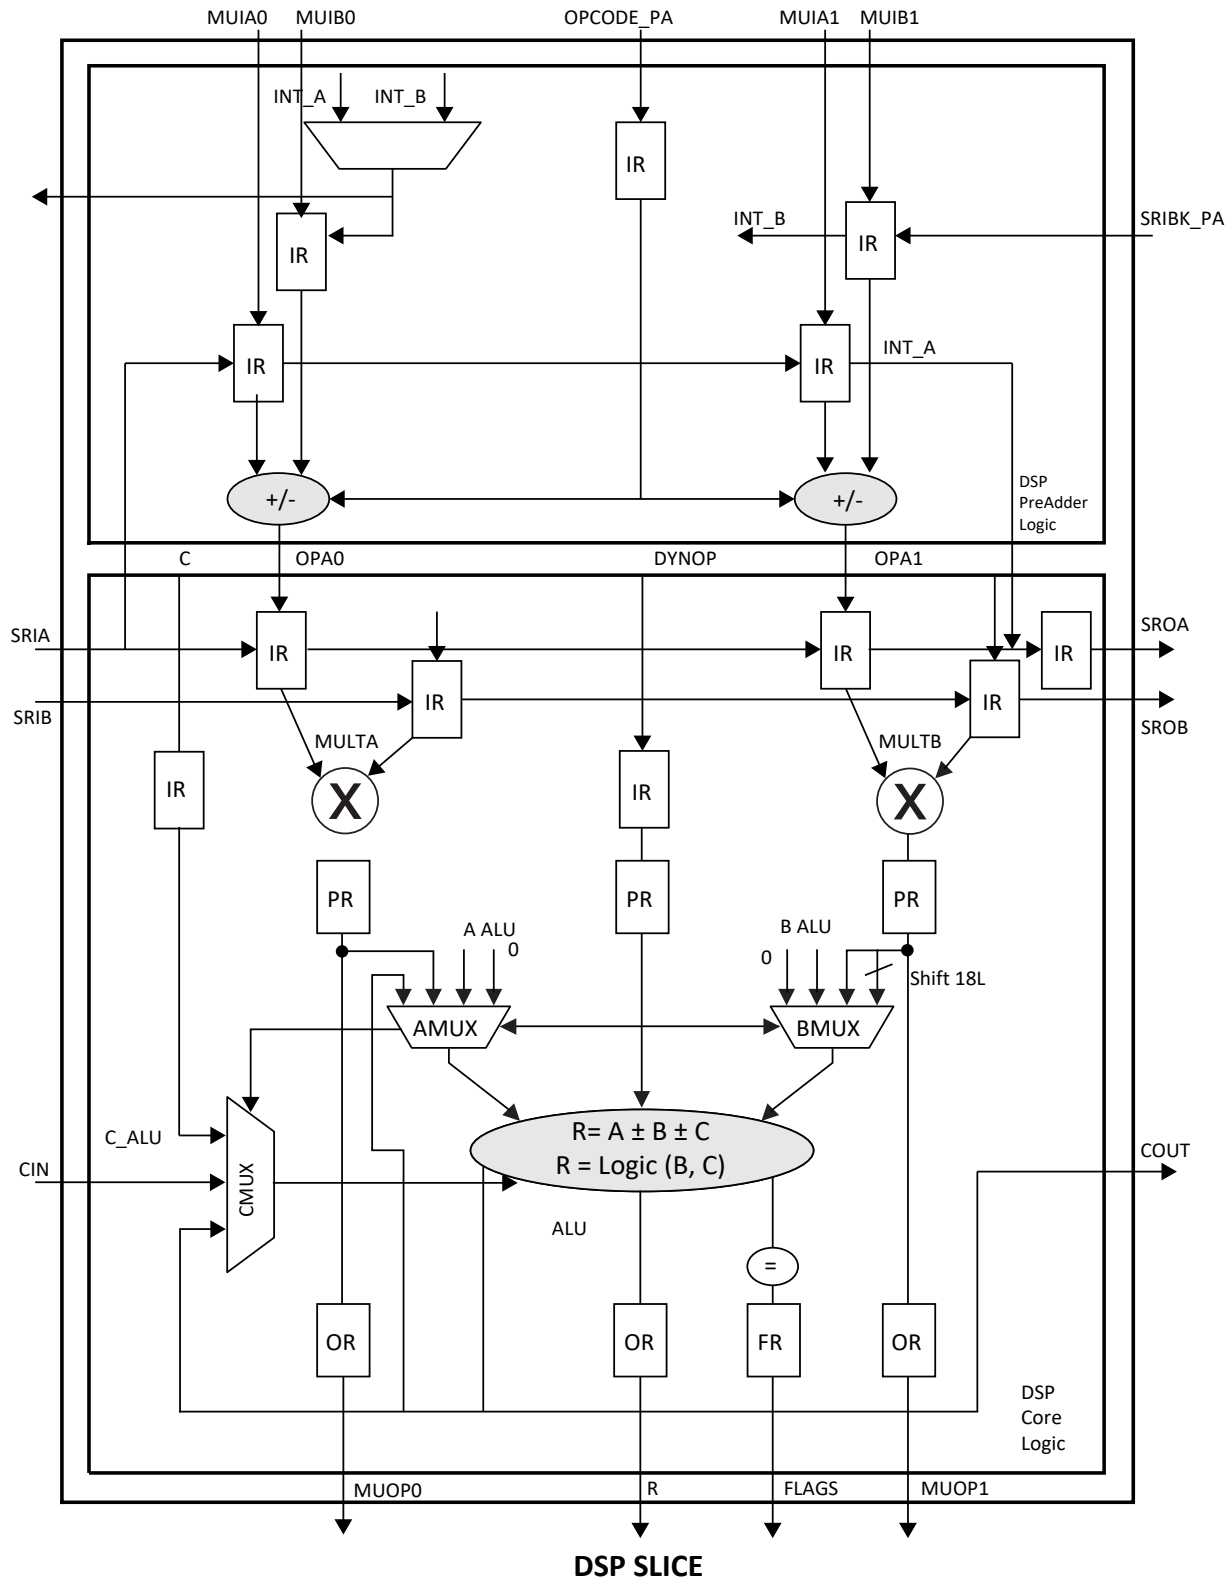 MUIA0 MUIB0 OPCODE_PA MUIA1 MUIB1
INT_A INT_B
IR
IR
INT_B
IR
SRIBK_PA
IR
IR
INT_A
+/-
+/-
DSP
PreAdder
Logic
C OPA0 DYNOP OPA1
SRIA
IR
IR
IR
SROA
SRIB
IR
IR
SROB
MULTA
MULTB
IR
X
IR
X
PR
PR
PR
A ALU
0
B ALU
0
Shift 18L
AMUX
BMUX
C_ALU
CIN
CMUX
R= A ± B ± C
R = Logic (B, C)
COUT
ALU
=
OR
OR
FR
OR
DSP
Core
Logic
MUOP0 R FLAGS MUOP1
DSP SLICE